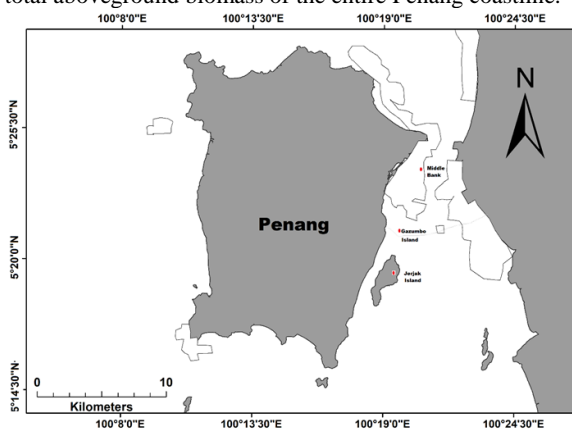 total aboveground biomass of the entire Penang coastline.
100°8'0"E 100°13'30"E 100°19'0"E 100°24'30"E
N
5°25'30"N
Middle
Bank
Penang
Gazumbo
Island
5°20'0"N
Jerjak
Island
0 10
Kilometers
5°14'30"N
100°8'0"E 100°13'30"E 100°19'0"E 100°24'30"E